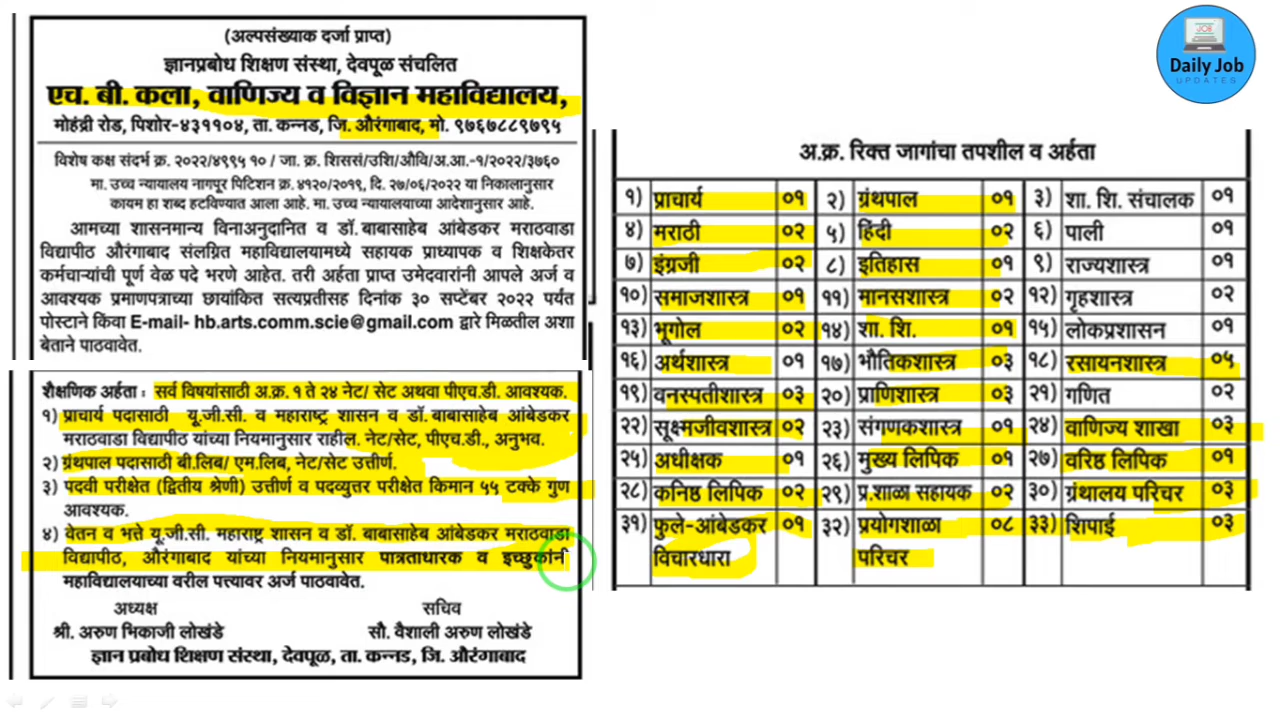 (अल्पसंख्याक दर्जा प्राप्त)
ज्ञानप्रबोध शिक्षण संस्था, देवपूळ संचलित
एच. बी. कला, वाणिज्य व विज्ञान महाविद्यालय,
मोहंद्री रोड, पिशोर-४३११०४, ता. कन्नड, जि. औरंगाबाद, मो. ९७६७८८९७९५
विशेष कक्ष संदर्भ क्र. २०२२/४९९५ १० / जा. क्र. शिससं/उशि/औवि/अ.आ.-१/२०२२/३७६०
मा. उच्च न्यायालय नागपूर पिटिशन क्र. ४१२०/२०१९, दि. २७/०६/२०२२ या निकालानुसार
कायम हा शब्द हटविण्यात आला आहे. मा. उच्च न्यायालयाच्या आदेशानुसार आहे.
आमच्या शासनमान्य विनाअनुदानित व डॉ.बाबासाहेब आंबेडकर मराठवाडा
विद्यापीठ औरंगाबाद संलग्नित महाविद्यालयामध्ये सहायक प्राध्यापक व शिक्षकेतर
कर्मचाऱ्यांची पूर्ण वेळ पदे भरणे आहेत. तरी अर्हता प्राप्त उमेदवारांनी आपले अर्ज व
आवश्यक प्रमाणपत्राच्या छायांकित सत्यप्रतीसह दिनांक ३० सप्टेंबर २०२२ पर्यंत
पोस्टाने किंवा E-mail- hb.arts.comm.scie@gmail.com द्वारे मिळतील अशा
बेताने पाठवावेत.
शैक्षणिक अर्हता : सर्व विषयांसाठी अ.क्र. १ ते २४ नेट/ सेट अथवा पीएच.डी. आवश्यक.
१) प्राचार्य पदासाठी यू.जी.सी. व महाराष्ट्र शासन व डॉ.बाबासाहेब आंबेडकर
मराठवाडा विद्यापीठ यांच्या नियमानुसार राहील. नेट/सेट, पीएच.डी., अनुभव.
२) ग्रंथपाल पदासाठी बी.लिब/ एम.लिब, नेट/सेट उत्तीर्ण.
३) पदवी परीक्षेत (द्वितीय श्रेणी) उत्तीर्ण व पदव्युत्तर परीक्षेत किमान ५५ टक्के गुण
आवश्यक.
४) वेतन व भत्ते यू.जी.सी. महाराष्ट्र शासन व डॉ. बाबासाहेब आंबेडकर मराठवाडा
विद्यापीठ, औरंगाबाद यांच्या नियमानुसार पात्रताधारक व इच्छुकांनी
महाविद्यालयाच्या वरील पत्त्यावर अर्ज पाठवावेत.
अध्यक्ष सचिव
श्री. अरुण भिकाजी लोखंडे सौ. वैशाली अरुण लोखंडे
ज्ञान प्रबोध शिक्षण संस्था, देवपूळ, ता. कन्नड, जि. औरंगाबाद
Daily Job
UPDATES
JOB
अ.क्र. रिक्त जागांचा तपशील व अर्हता
१) प्राचार्य ०१ २) ग्रंथपाल ०१ ३) शा. शि. संचालक ०१
४) मराठी ०२ ५) हिंदी ०२ ६) पाली ०१
७) इंग्रजी ०२ ८) इतिहास ०१ ९) राज्यशास्त्र ०१
१०) समाजशास्त्र ०१ ११) मानसशास्त्र ०२ १२) गृहशास्त्र ०२
१३) भूगोल ०२ १४) शा. शि. ०१ १५) लोकप्रशासन ०१
१६) अर्थशास्त्र ०१ १७) भौतिकशास्त्र ०३ १८) रसायनशास्त्र ०५
१९) वनस्पतीशास्त्र ०३ २०) प्राणिशास्त्र ०३ २१) गणित ०२
२२) सूक्ष्मजीवशास्त्र ०२ २३) संगणकशास्त्र ०१ २४) वाणिज्य शाखा ०३
२५) अधीक्षक ०१ २६) मुख्य लिपिक ०१ २७) वरिष्ठ लिपिक ०१
२८) कनिष्ठ लिपिक ०२ २९) प्र.शाळा सहायक ०२ ३०) ग्रंथालय परिचर ०३
३१) फुले-आंबेडकर ०१ ३२) प्रयोगशाळा ०८ ३३) शिपाई ०३
विचारधारा परिचर